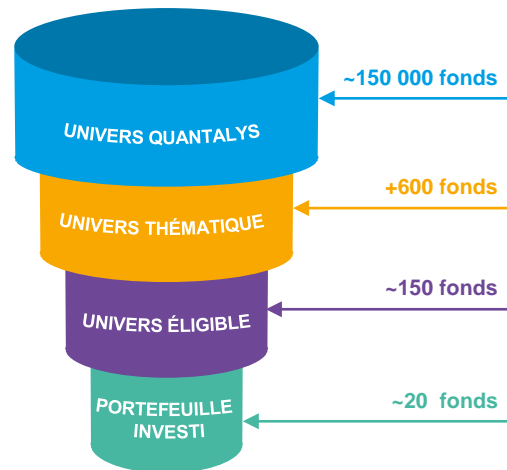 ~150 000 fonds
UNIVERS QUANTALYS
+600 fonds
UNIVERS THÉMATIQUE
~150 fonds
UNIVERS ÉLIGIBLE
~20 fonds
PORTEFEUILLE
INVESTI